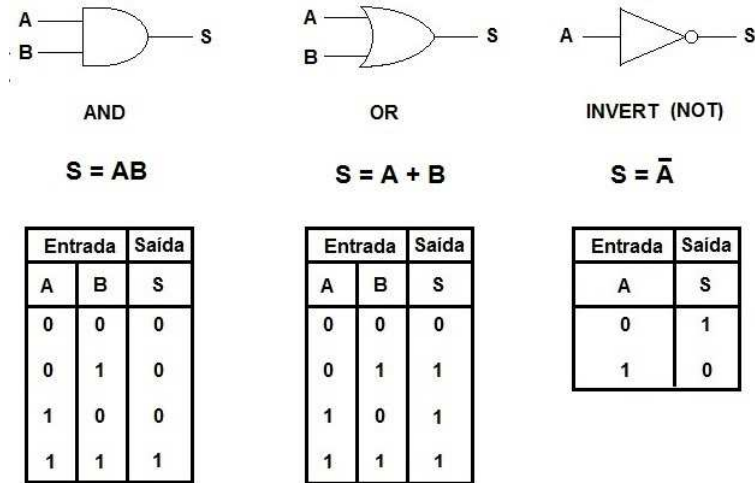 A
B
S
AND
S = AB
Entrada Saída
A B S
0 0 0
0 1 0
1 0 0
1 1 1
A
B
S
OR
S = A + B
Entrada Saída
A B S
0 0 0
0 1 1
1 0 1
1 1 1
A
S
INVERT (NOT)
S = A̅
Entrada Saída
A S
0 1
1 0